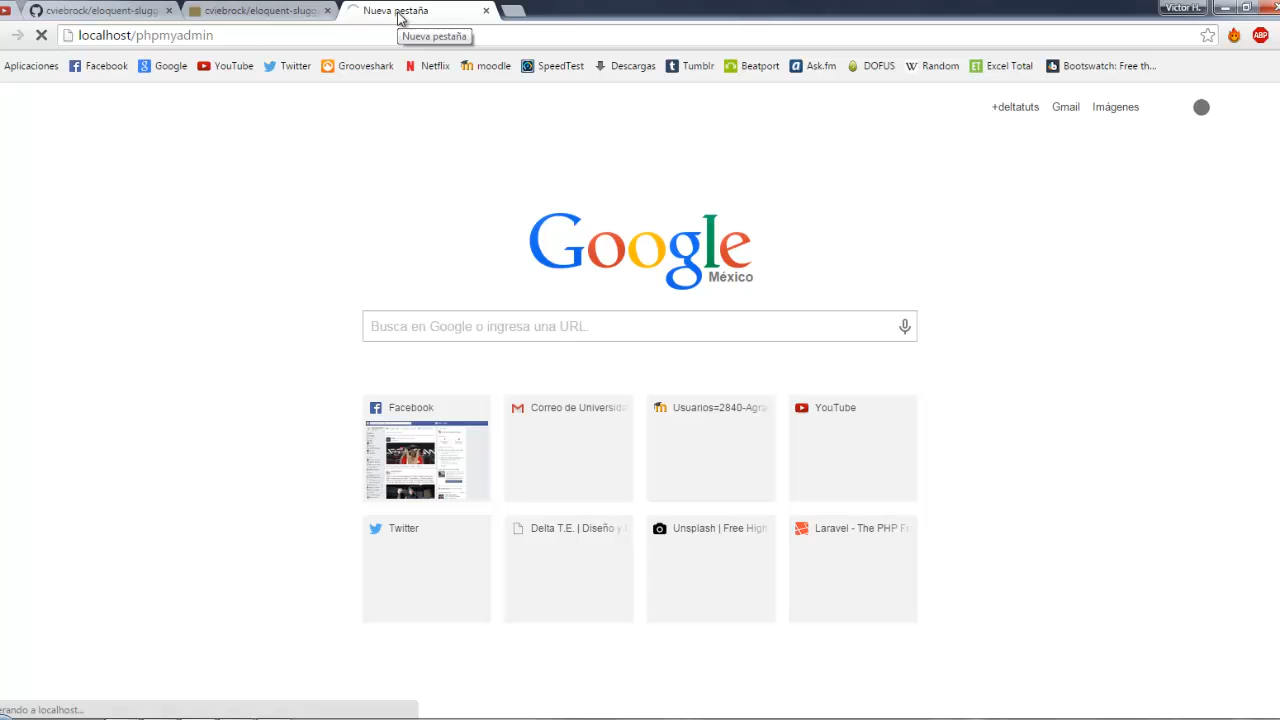 cviebrock/eloquent-slugg
cviebrock/eloquent-slugg
Nueva pestaña
Victor H.
localhost/phpmyadmin
Nueva pestaña
ABP
Aplicaciones
Facebook
Google
YouTube
Twitter
Grooveshark
Netflix
moodle
SpeedTest
Descargas
Tumblr
Beatport
Ask.fm
DOFUS
Random
Excel Total
Bootswatch: Free th...
+deltatuts
Gmail
Imágenes
Google
México
Busca en Google o ingresa una URL.
Facebook
Correo de Universida
Usuarios=2840-Agra
YouTube
Twitter
Delta T.E. | Diseño y
Unsplash | Free High
Laravel - The PHP Fr
erando a localhost...